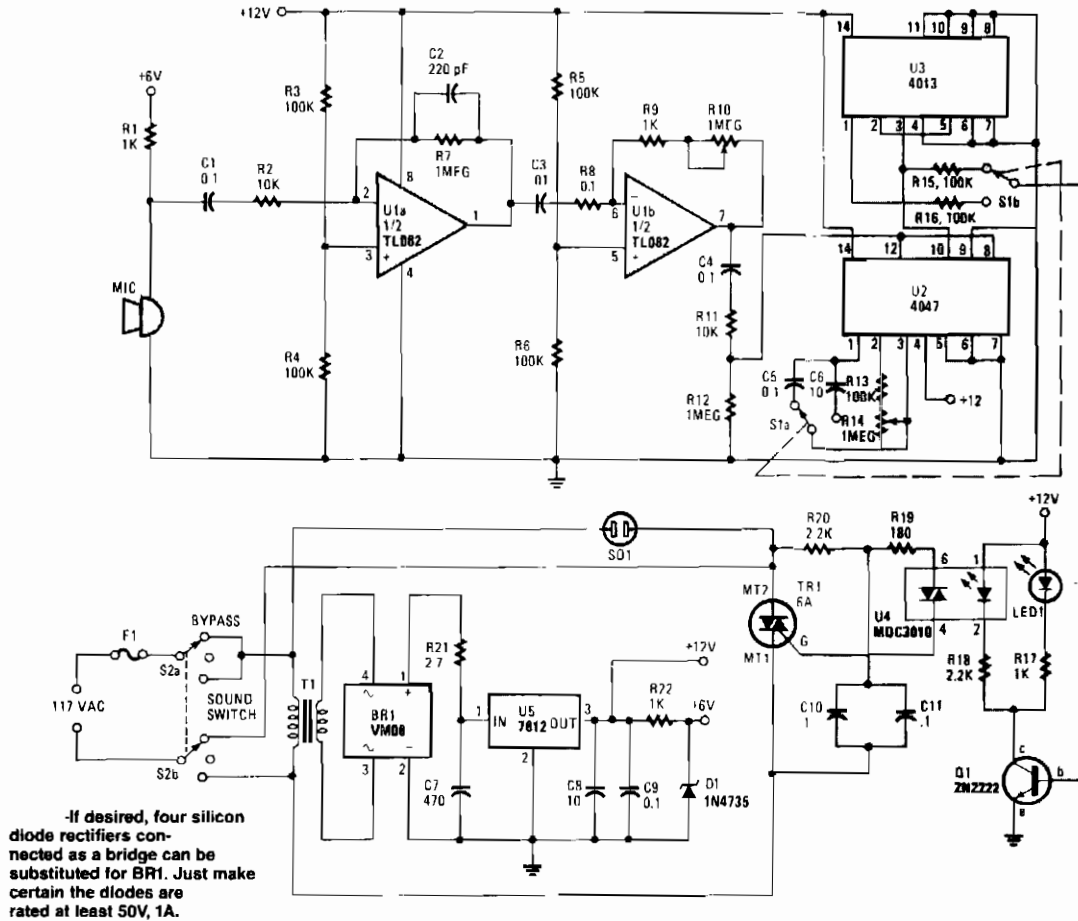 +12V
+6V
R1
1K
MIC
C1
0.1
R2
10K
R3
100K
R4
100K
C2
220 pF
R7
1MEG
2
8
U1a
1/2
TL082
1
3
+
4
C3
.01
R5
100K
R6
100K
R8
0.1
R9
1K
R10
1MEG
−
6
U1b
1/2
TL082
7
5
+
C4
0.1
R11
10K
R12
1MEG
14
11
10
9
8
U3
4013
1
2
3
4
5
6
7
R15, 100K
R16, 100K
S1b
14
12
10
9
8
U2
4047
1
2
3
4
5
6
7
C5
0.1
C6
10
R13
100K
S1a
R14
1MEG
+12
SO1
R20
2.2K
R19
180
+12V
MT2
TR1
6A
G
MT1
6
1
U4
MOC3010
4
2
LED1
R18
2.2K
R17
1K
C10
.1
C11
.1
Q1
2N2222
c
b
e
F1
BYPASS
S2a
117 VAC
SOUND
SWITCH
S2b
T1
4
1
~
+
BR1
VM08
~
−
3
2
R21
2.7
C7
470
1
IN
U5
7812
OUT
3
2
C8
10
C9
0.1
R22
1K
+12V
+6V
D1
1N4735
-If desired, four silicon
diode rectifiers con-
nected as a bridge can be
substituted for BR1. Just make
certain the diodes are
rated at least 50V, 1A.